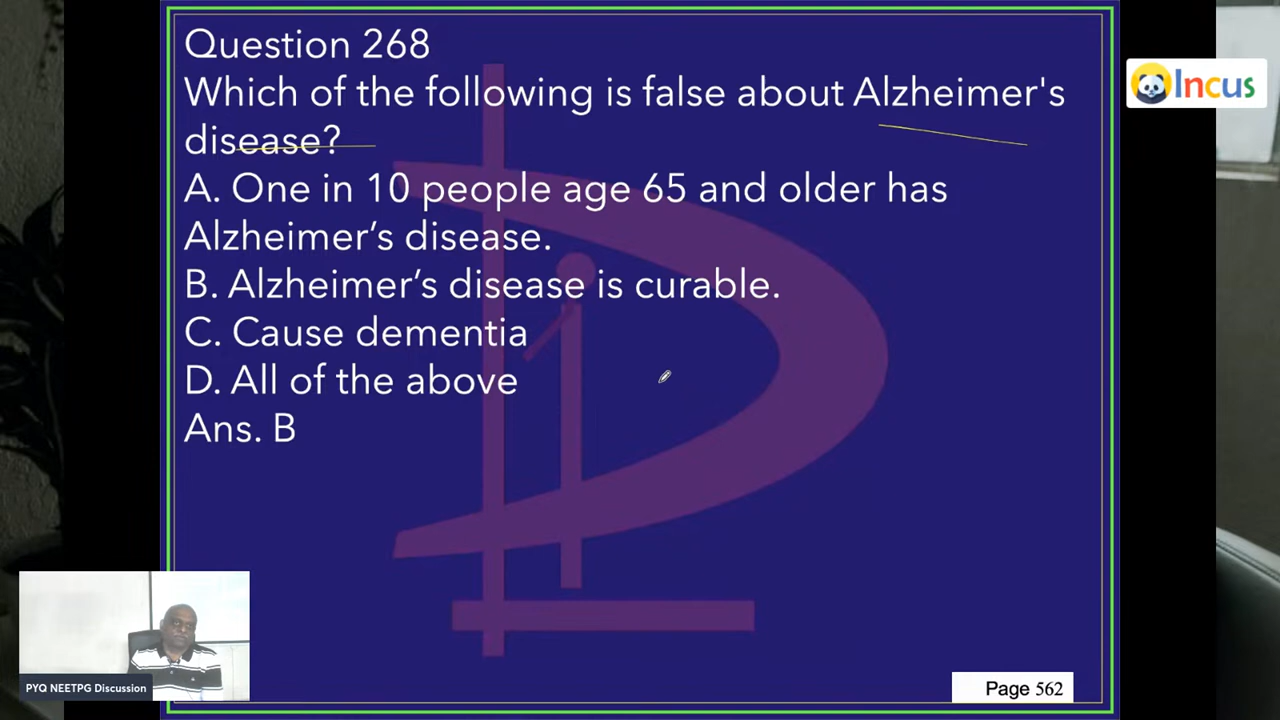 Question 268
Which of the following is false about Alzheimer's
disease?
A. One in 10 people age 65 and older has
Alzheimer’s disease.
B. Alzheimer’s disease is curable.
C. Cause dementia
D. All of the above
Ans. B
Incus
PYQ NEETPG Discussion
Page 562